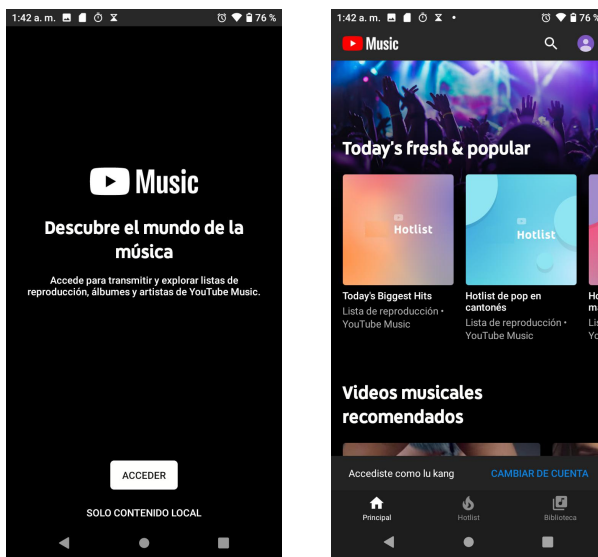 1:42 a. m.
76 %
Music
Descubre el mundo de la
música
Accede para transmitir y explorar listas de
reproducción, álbumes y artistas de YouTube Music.
ACCEDER
SOLO CONTENIDO LOCAL
1:42 a. m.
76 %
Music
Today's fresh & popular
Hotlist
Hotlist
Today's Biggest Hits
Lista de reproducción •
YouTube Music
Hotlist de pop en
cantonés
Lista de reproducción •
YouTube Music
Videos musicales
recomendados
Accediste como lu kang
CAMBIAR DE CUENTA
Principal
Hotlist
Biblioteca